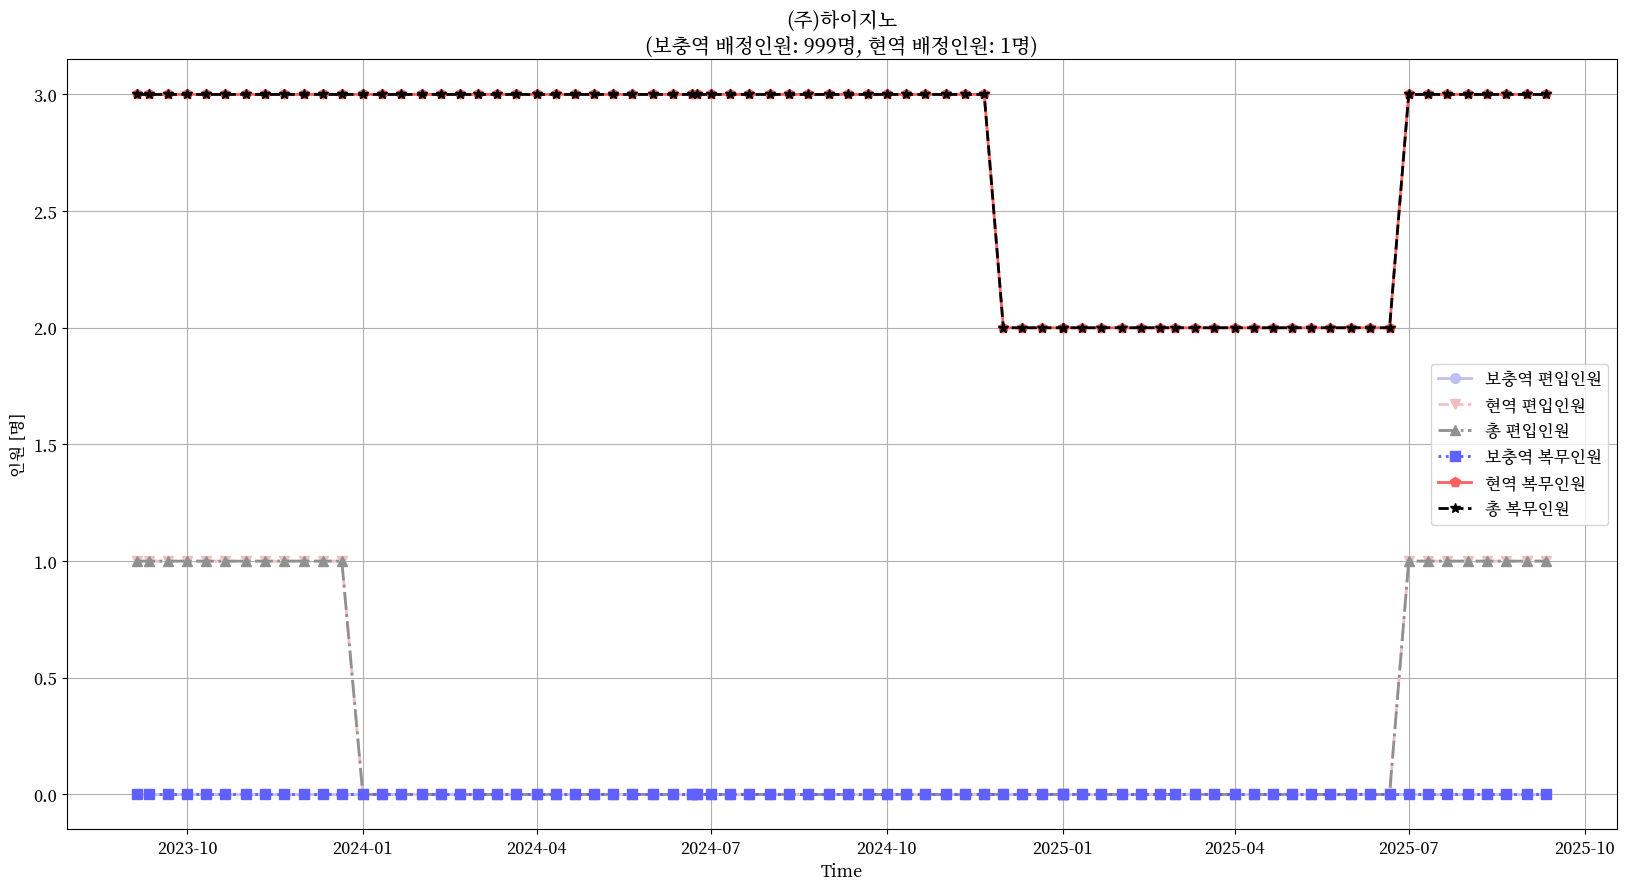 (주)하이지노
(보충역 배정인원: 999명, 현역 배정인원: 1명)
3.0
2.5
2.0
1.5
1.0
0.5
0.0
인원 [명]
보충역 편입인원
현역 편입인원
총 편입인원
보충역 복무인원
현역 복무인원
총 복무인원
2023-10 2024-01 2024-04 2024-07 2024-10 2025-01 2025-04 2025-07 2025-10
Time